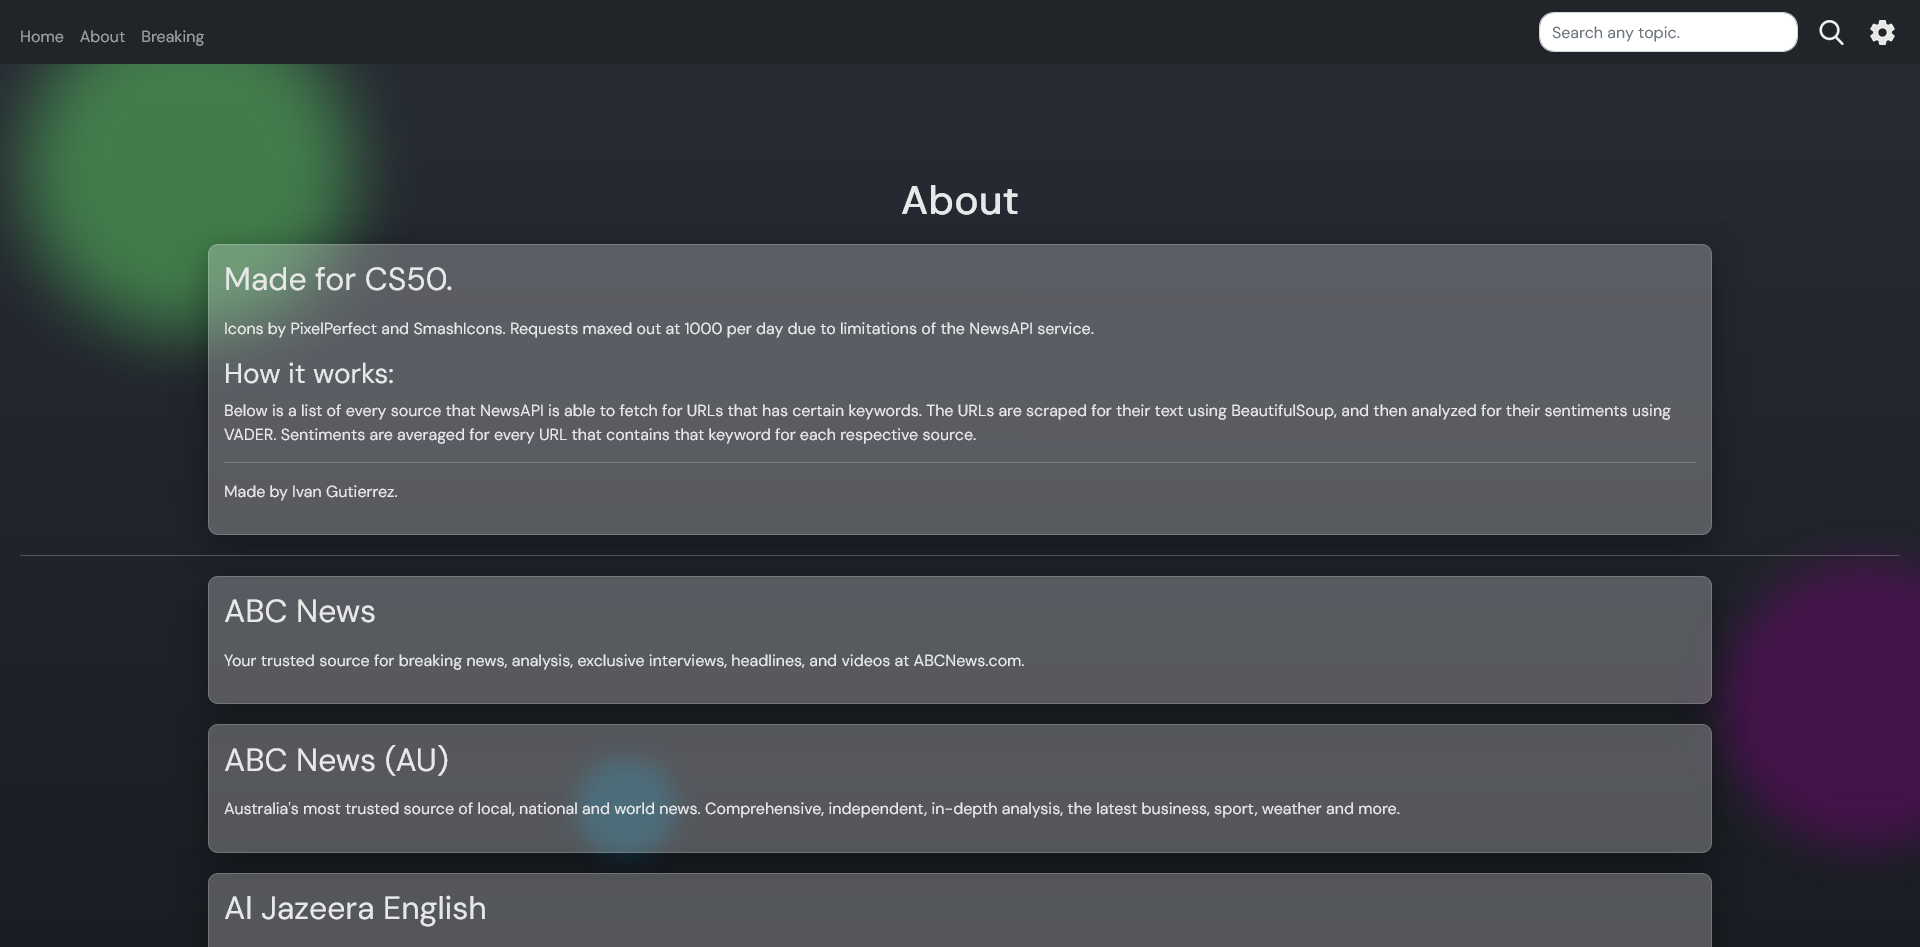 Home About Breaking
Search any topic.
About
Made for CS50.
Icons by PixelPerfect and SmashIcons. Requests maxed out at 1000 per day due to limitations of the NewsAPI service.
How it works:
Below is a list of every source that NewsAPI is able to fetch for URLs that has certain keywords. The URLs are scraped for their text using BeautifulSoup, and then analyzed for their sentiments using
VADER. Sentiments are averaged for every URL that contains that keyword for each respective source.
Made by Ivan Gutierrez.
ABC News
Your trusted source for breaking news, analysis, exclusive interviews, headlines, and videos at ABCNews.com.
ABC News (AU)
Australia's most trusted source of local, national and world news. Comprehensive, independent, in-depth analysis, the latest business, sport, weather and more.
Al Jazeera English